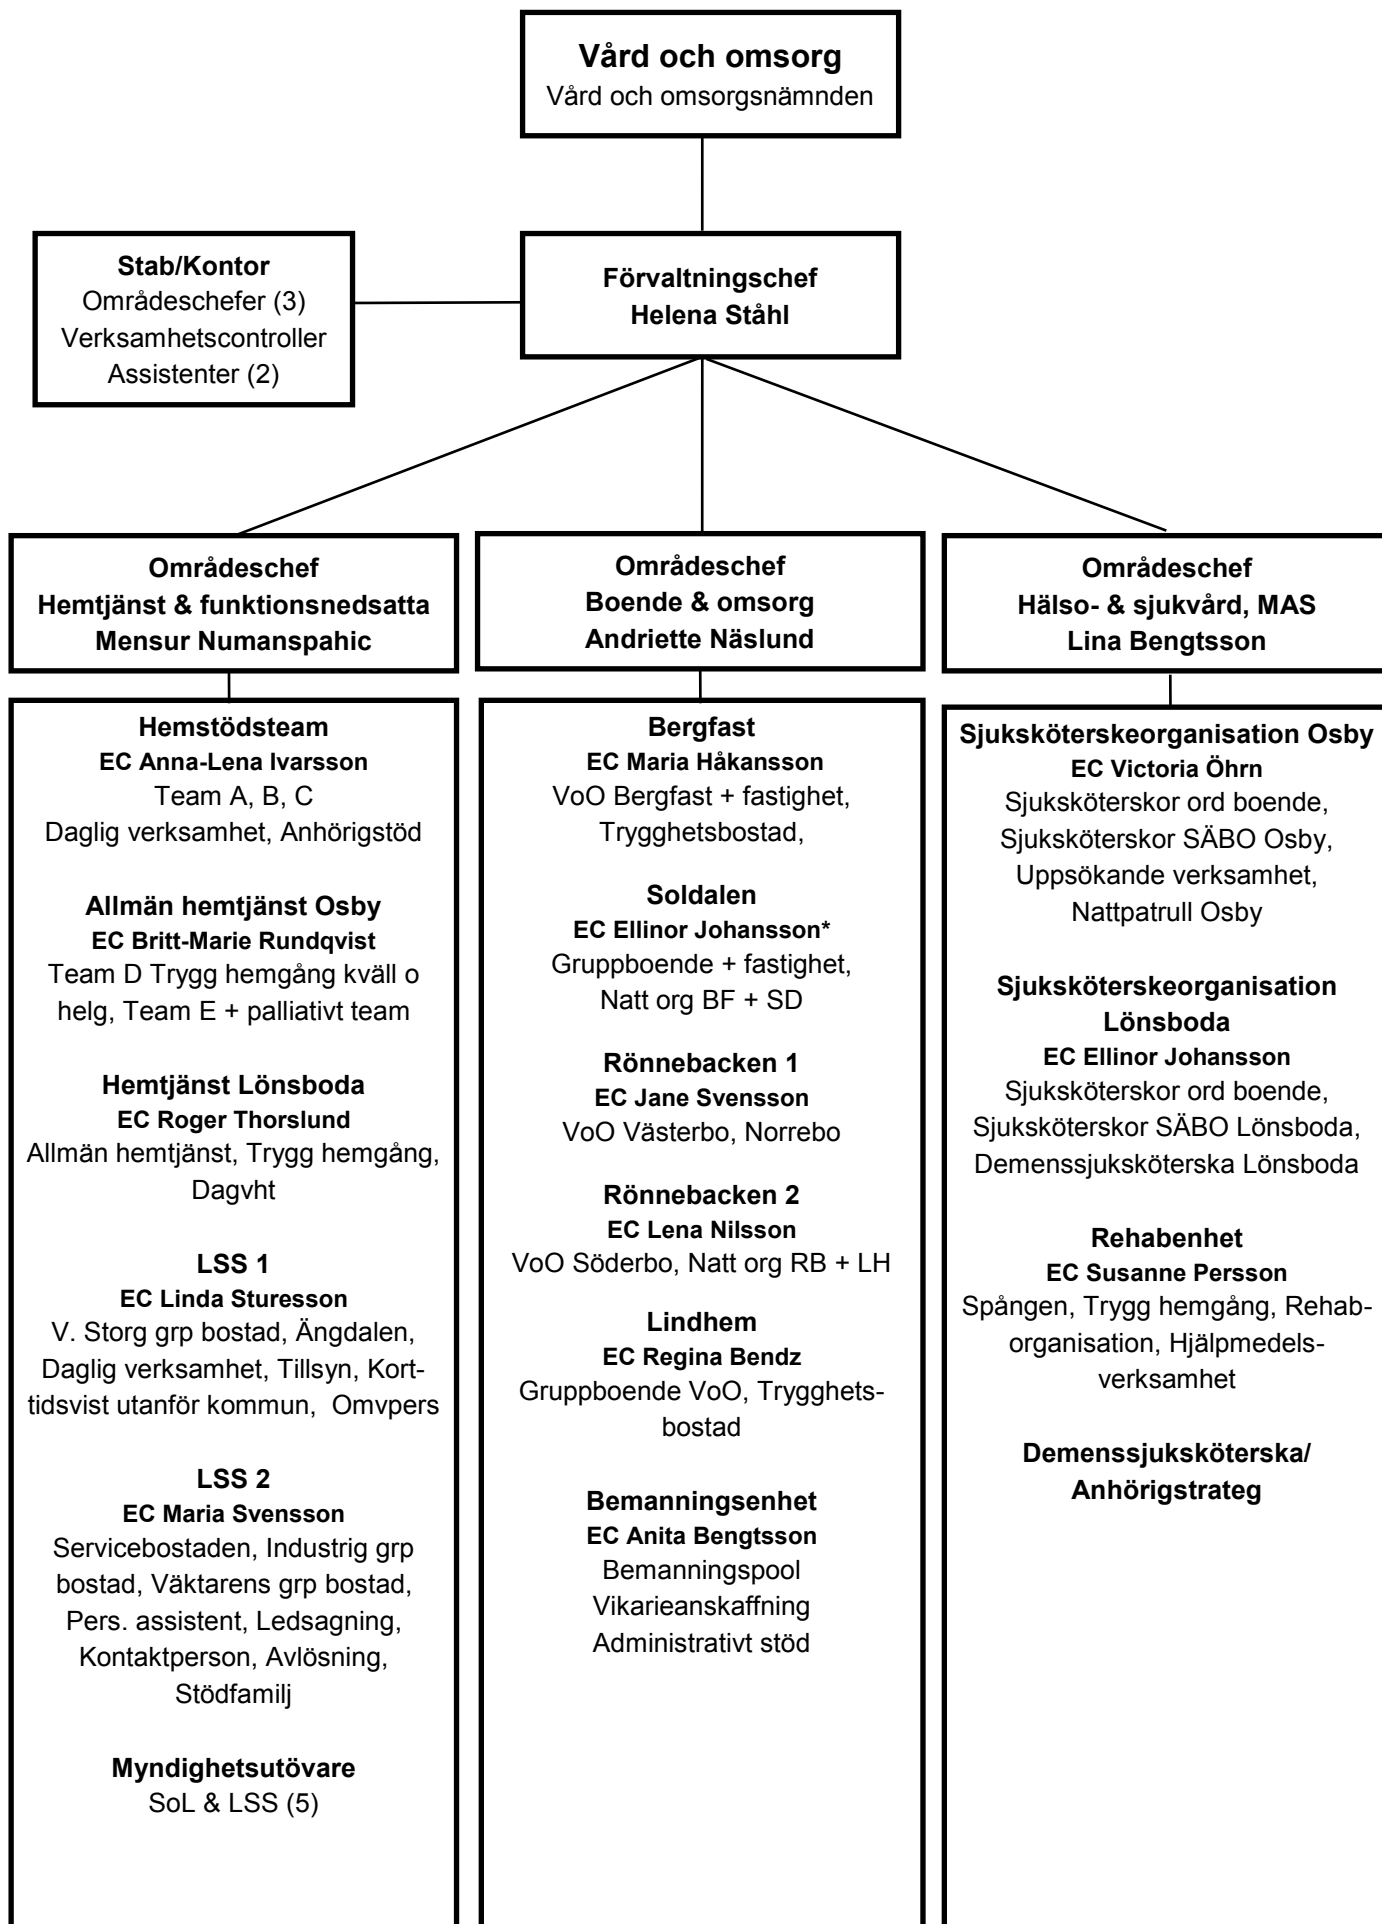 Vård och omsorg
Vård och omsorgsnämnden
Stab/Kontor
Områdeschefer (3)
Verksamhetscontroller
Assistenter (2)
Förvaltningschef
Helena Ståhl
Områdeschef
Hemtjänst & funktionsnedsatta
Mensur Numanspahic
Områdeschef
Boende & omsorg
Andriette Näslund
Områdeschef
Hälso- & sjukvård, MAS
Lina Bengtsson
Hemstödsteam
EC Anna-Lena Ivarsson
Team A, B, C
Daglig verksamhet, Anhörigstöd
Allmän hemtjänst Osby
EC Britt-Marie Rundqvist
Team D Trygg hemgång kväll o
helg, Team E + palliativt team
Hemtjänst Lönsboda
EC Roger Thorslund
Allmän hemtjänst, Trygg hemgång,
Dagvht
LSS 1
EC Linda Sturesson
V. Storg grp bostad, Ängdalen,
Daglig verksamhet, Tillsyn, Kort-
tidsvist utanför kommun,  Omvpers
LSS 2
EC Maria Svensson
Servicebostaden, Industrig grp
bostad, Väktarens grp bostad,
Pers. assistent, Ledsagning,
Kontaktperson, Avlösning,
Stödfamilj
Myndighetsutövare
SoL & LSS (5)
Bergfast
EC Maria Håkansson
VoO Bergfast + fastighet,
Trygghetsbostad,
Soldalen
EC Ellinor Johansson*
Gruppboende + fastighet,
Natt org BF + SD
Rönnebacken 1
EC Jane Svensson
VoO Västerbo, Norrebo
Rönnebacken 2
EC Lena Nilsson
VoO Söderbo, Natt org RB + LH
Lindhem
EC Regina Bendz
Gruppboende VoO, Trygghets-
bostad
Bemanningsenhet
EC Anita Bengtsson
Bemanningspool
Vikarieanskaffning
Administrativt stöd
Sjuksköterskeorganisation Osby
EC Victoria Öhrn
Sjuksköterskor ord boende,
Sjuksköterskor SÄBO Osby,
Uppsökande verksamhet,
Nattpatrull Osby
Sjuksköterskeorganisation
Lönsboda
EC Ellinor Johansson
Sjuksköterskor ord boende,
Sjuksköterskor SÄBO Lönsboda,
Demenssjuksköterska Lönsboda
Rehabenhet
EC Susanne Persson
Spången, Trygg hemgång, Rehab-
organisation, Hjälpmedels-
verksamhet
Demenssjuksköterska/
Anhörigstrateg